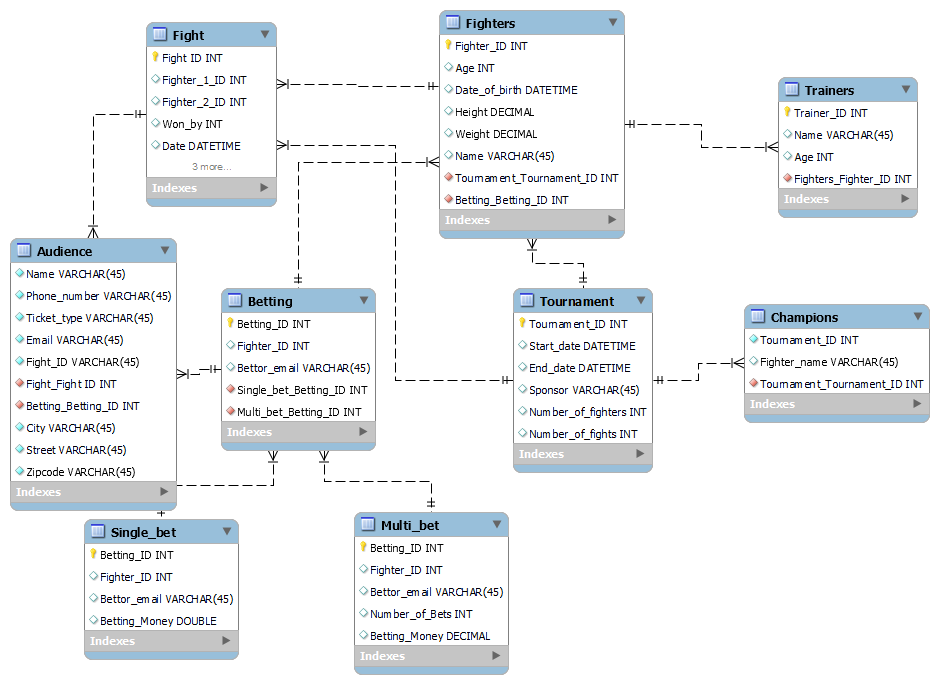 Fight
Fight ID INT
Fighter_1_ID INT
Fighter_2_ID INT
Won_by INT
Date DATETIME
3 more...
Indexes
Fighters
Fighter_ID INT
Age INT
Date_of_birth DATETIME
Height DECIMAL
Weight DECIMAL
Name VARCHAR(45)
Tournament_Tournament_ID INT
Betting_Betting_ID INT
Indexes
Trainers
Trainer_ID INT
Name VARCHAR(45)
Age INT
Fighters_Fighter_ID INT
Indexes
Audience
Name VARCHAR(45)
Phone_number VARCHAR(45)
Ticket_type VARCHAR(45)
Email VARCHAR(45)
Fight_ID VARCHAR(45)
Fight_Fight ID INT
Betting_Betting_ID INT
City VARCHAR(45)
Street VARCHAR(45)
Zipcode VARCHAR(45)
Indexes
Betting
Betting_ID INT
Fighter_ID INT
Bettor_email VARCHAR(45)
Single_bet_Betting_ID INT
Multi_bet_Betting_ID INT
Indexes
Tournament
Tournament_ID INT
Start_date DATETIME
End_date DATETIME
Sponsor VARCHAR(45)
Number_of_fighters INT
Number_of_fights INT
Indexes
Champions
Tournament_ID INT
Fighter_name VARCHAR(45)
Tournament_Tournament_ID INT
Indexes
Single_bet
Betting_ID INT
Fighter_ID INT
Bettor_email VARCHAR(45)
Betting_Money DOUBLE
Indexes
Multi_bet
Betting_ID INT
Fighter_ID INT
Bettor_email VARCHAR(45)
Number_of_Bets INT
Betting_Money DECIMAL
Indexes